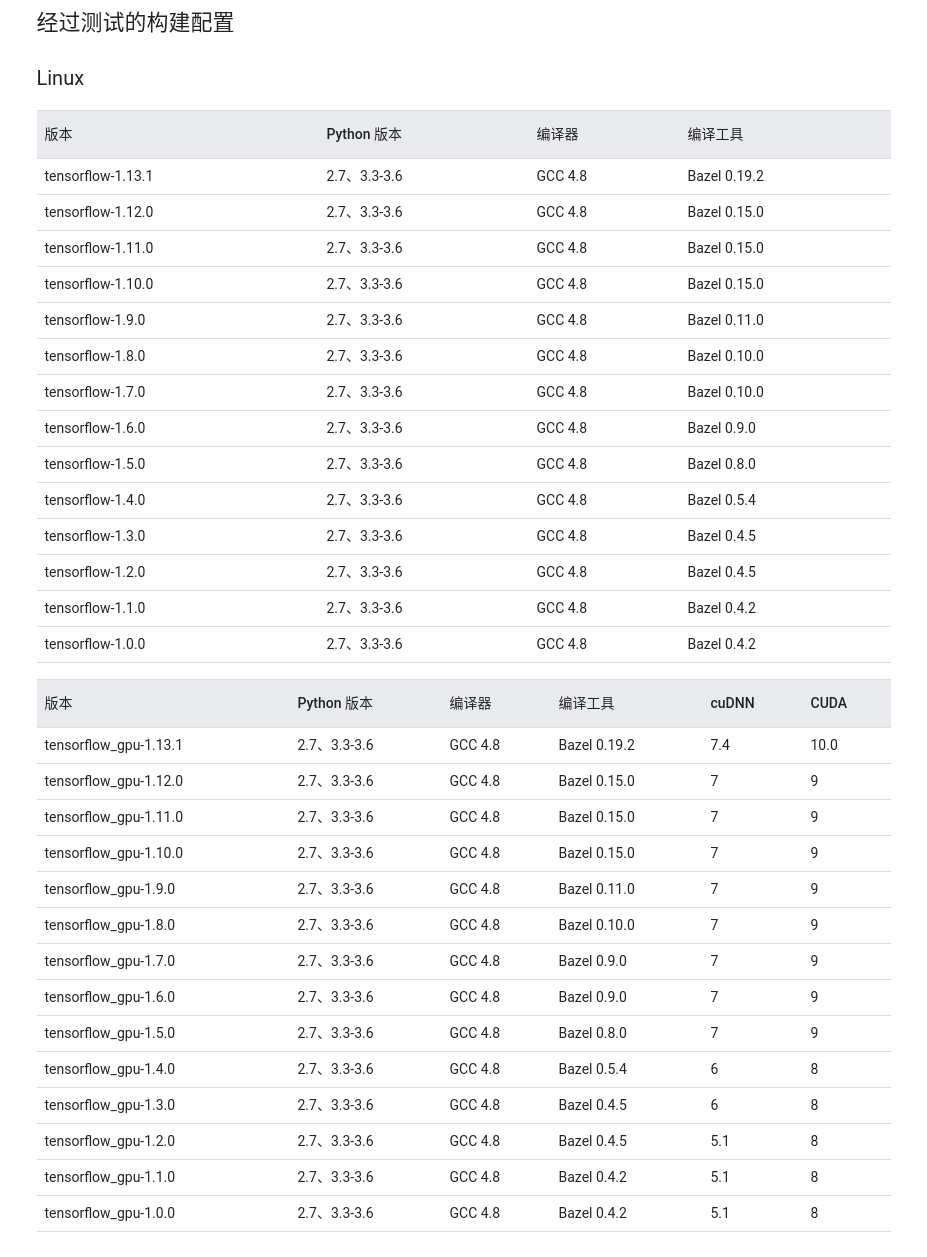 经过测试的构建配置
Linux
版本 Python 版本 编译器 编译工具
tensorflow-1.13.1 2.7、3.3-3.6 GCC 4.8 Bazel 0.19.2
tensorflow-1.12.0 2.7、3.3-3.6 GCC 4.8 Bazel 0.15.0
tensorflow-1.11.0 2.7、3.3-3.6 GCC 4.8 Bazel 0.15.0
tensorflow-1.10.0 2.7、3.3-3.6 GCC 4.8 Bazel 0.15.0
tensorflow-1.9.0 2.7、3.3-3.6 GCC 4.8 Bazel 0.11.0
tensorflow-1.8.0 2.7、3.3-3.6 GCC 4.8 Bazel 0.10.0
tensorflow-1.7.0 2.7、3.3-3.6 GCC 4.8 Bazel 0.10.0
tensorflow-1.6.0 2.7、3.3-3.6 GCC 4.8 Bazel 0.9.0
tensorflow-1.5.0 2.7、3.3-3.6 GCC 4.8 Bazel 0.8.0
tensorflow-1.4.0 2.7、3.3-3.6 GCC 4.8 Bazel 0.5.4
tensorflow-1.3.0 2.7、3.3-3.6 GCC 4.8 Bazel 0.4.5
tensorflow-1.2.0 2.7、3.3-3.6 GCC 4.8 Bazel 0.4.5
tensorflow-1.1.0 2.7、3.3-3.6 GCC 4.8 Bazel 0.4.2
tensorflow-1.0.0 2.7、3.3-3.6 GCC 4.8 Bazel 0.4.2
版本 Python 版本 编译器 编译工具 cuDNN CUDA
tensorflow_gpu-1.13.1 2.7、3.3-3.6 GCC 4.8 Bazel 0.19.2 7.4 10.0
tensorflow_gpu-1.12.0 2.7、3.3-3.6 GCC 4.8 Bazel 0.15.0 7 9
tensorflow_gpu-1.11.0 2.7、3.3-3.6 GCC 4.8 Bazel 0.15.0 7 9
tensorflow_gpu-1.10.0 2.7、3.3-3.6 GCC 4.8 Bazel 0.15.0 7 9
tensorflow_gpu-1.9.0 2.7、3.3-3.6 GCC 4.8 Bazel 0.11.0 7 9
tensorflow_gpu-1.8.0 2.7、3.3-3.6 GCC 4.8 Bazel 0.10.0 7 9
tensorflow_gpu-1.7.0 2.7、3.3-3.6 GCC 4.8 Bazel 0.9.0 7 9
tensorflow_gpu-1.6.0 2.7、3.3-3.6 GCC 4.8 Bazel 0.9.0 7 9
tensorflow_gpu-1.5.0 2.7、3.3-3.6 GCC 4.8 Bazel 0.8.0 7 9
tensorflow_gpu-1.4.0 2.7、3.3-3.6 GCC 4.8 Bazel 0.5.4 6 8
tensorflow_gpu-1.3.0 2.7、3.3-3.6 GCC 4.8 Bazel 0.4.5 6 8
tensorflow_gpu-1.2.0 2.7、3.3-3.6 GCC 4.8 Bazel 0.4.5 5.1 8
tensorflow_gpu-1.1.0 2.7、3.3-3.6 GCC 4.8 Bazel 0.4.2 5.1 8
tensorflow_gpu-1.0.0 2.7、3.3-3.6 GCC 4.8 Bazel 0.4.2 5.1 8